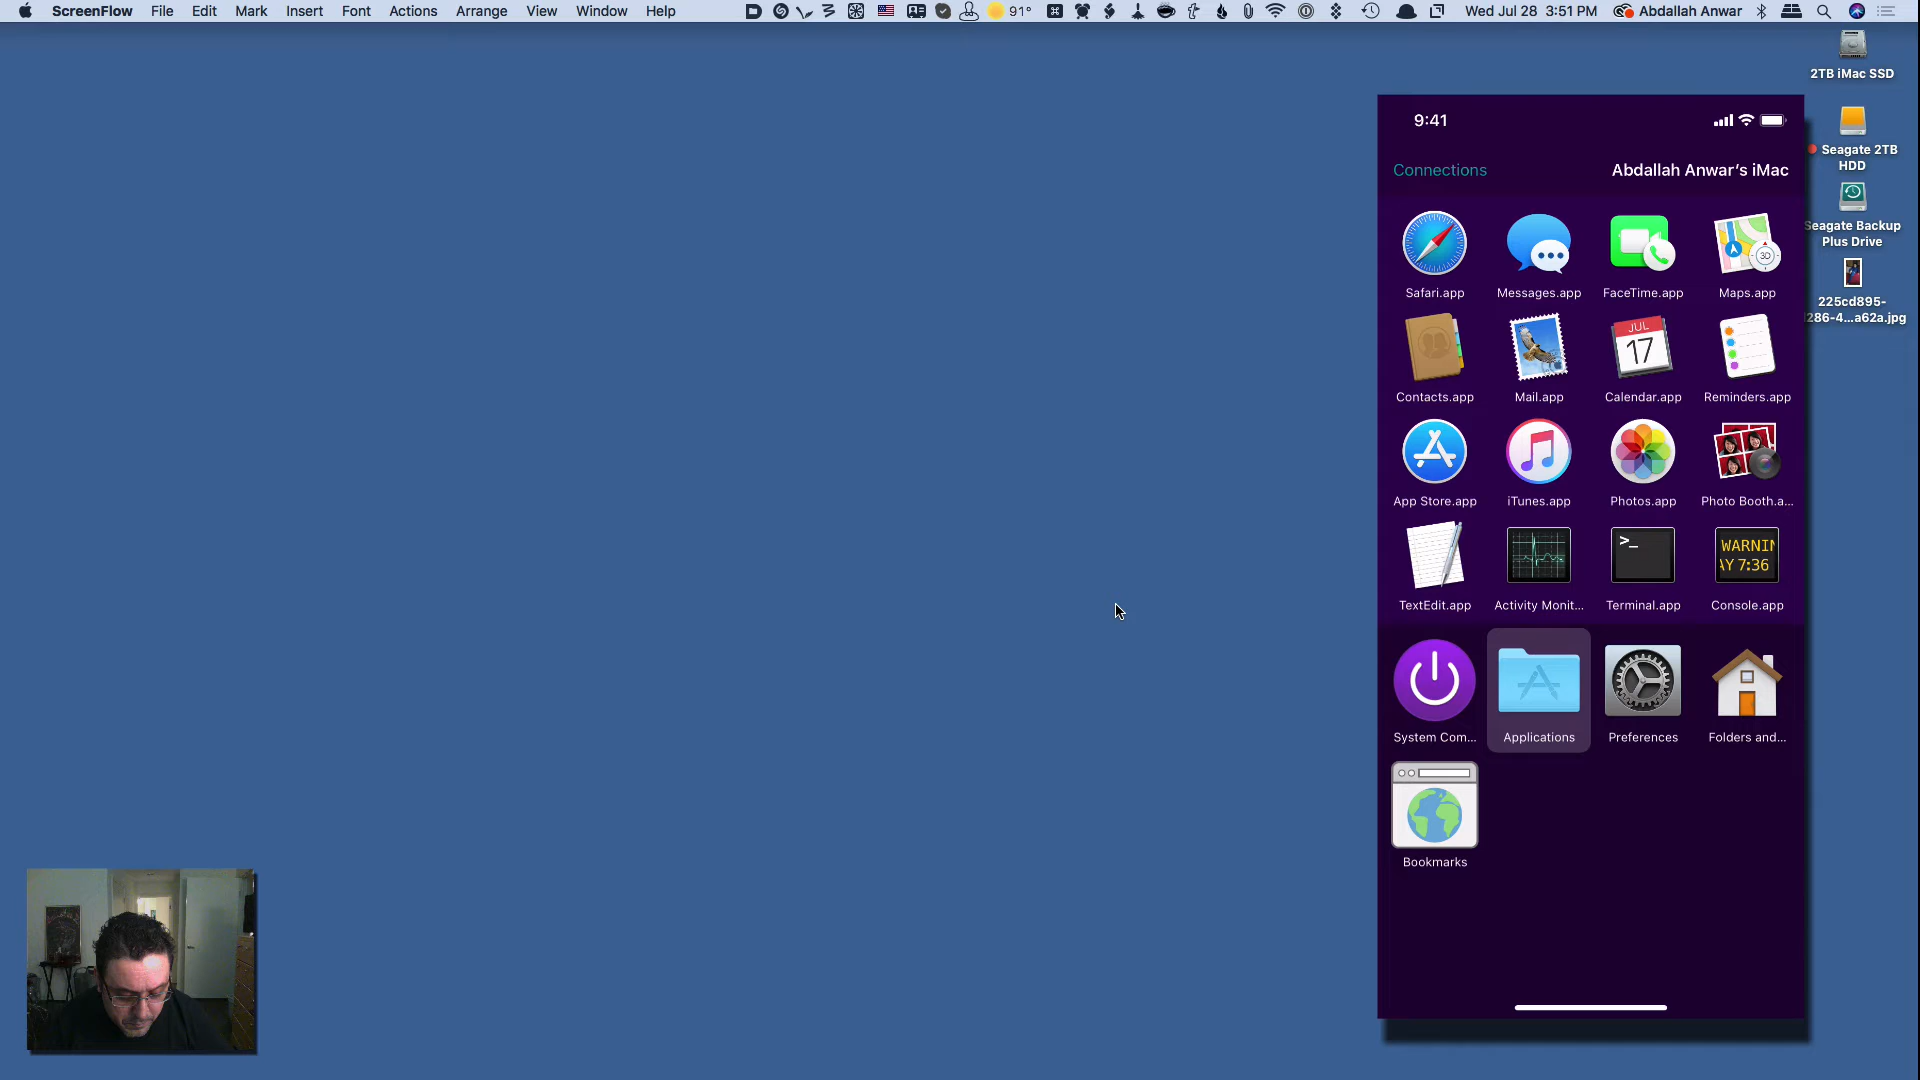 ScreenFlow File Edit Mark Insert Font Actions Arrange View Window Help
91° Wed Jul 28 3:51 PM Abdallah Anwar
2TB iMac SSD
Seagate 2TB
HDD
Seagate Backup
Plus Drive
225cd895-
286-4...a62a.jpg
9:41
Connections Abdallah Anwar's iMac
3D
Safari.app Messages.app FaceTime.app Maps.app
JUL
17
Contacts.app Mail.app Calendar.app Reminders.app
App Store.app iTunes.app Photos.app Photo Booth.a...
>_
WARNIN
AY 7:36
TextEdit.app Activity Monit... Terminal.app Console.app
System Com... Applications Preferences Folders and...
Bookmarks